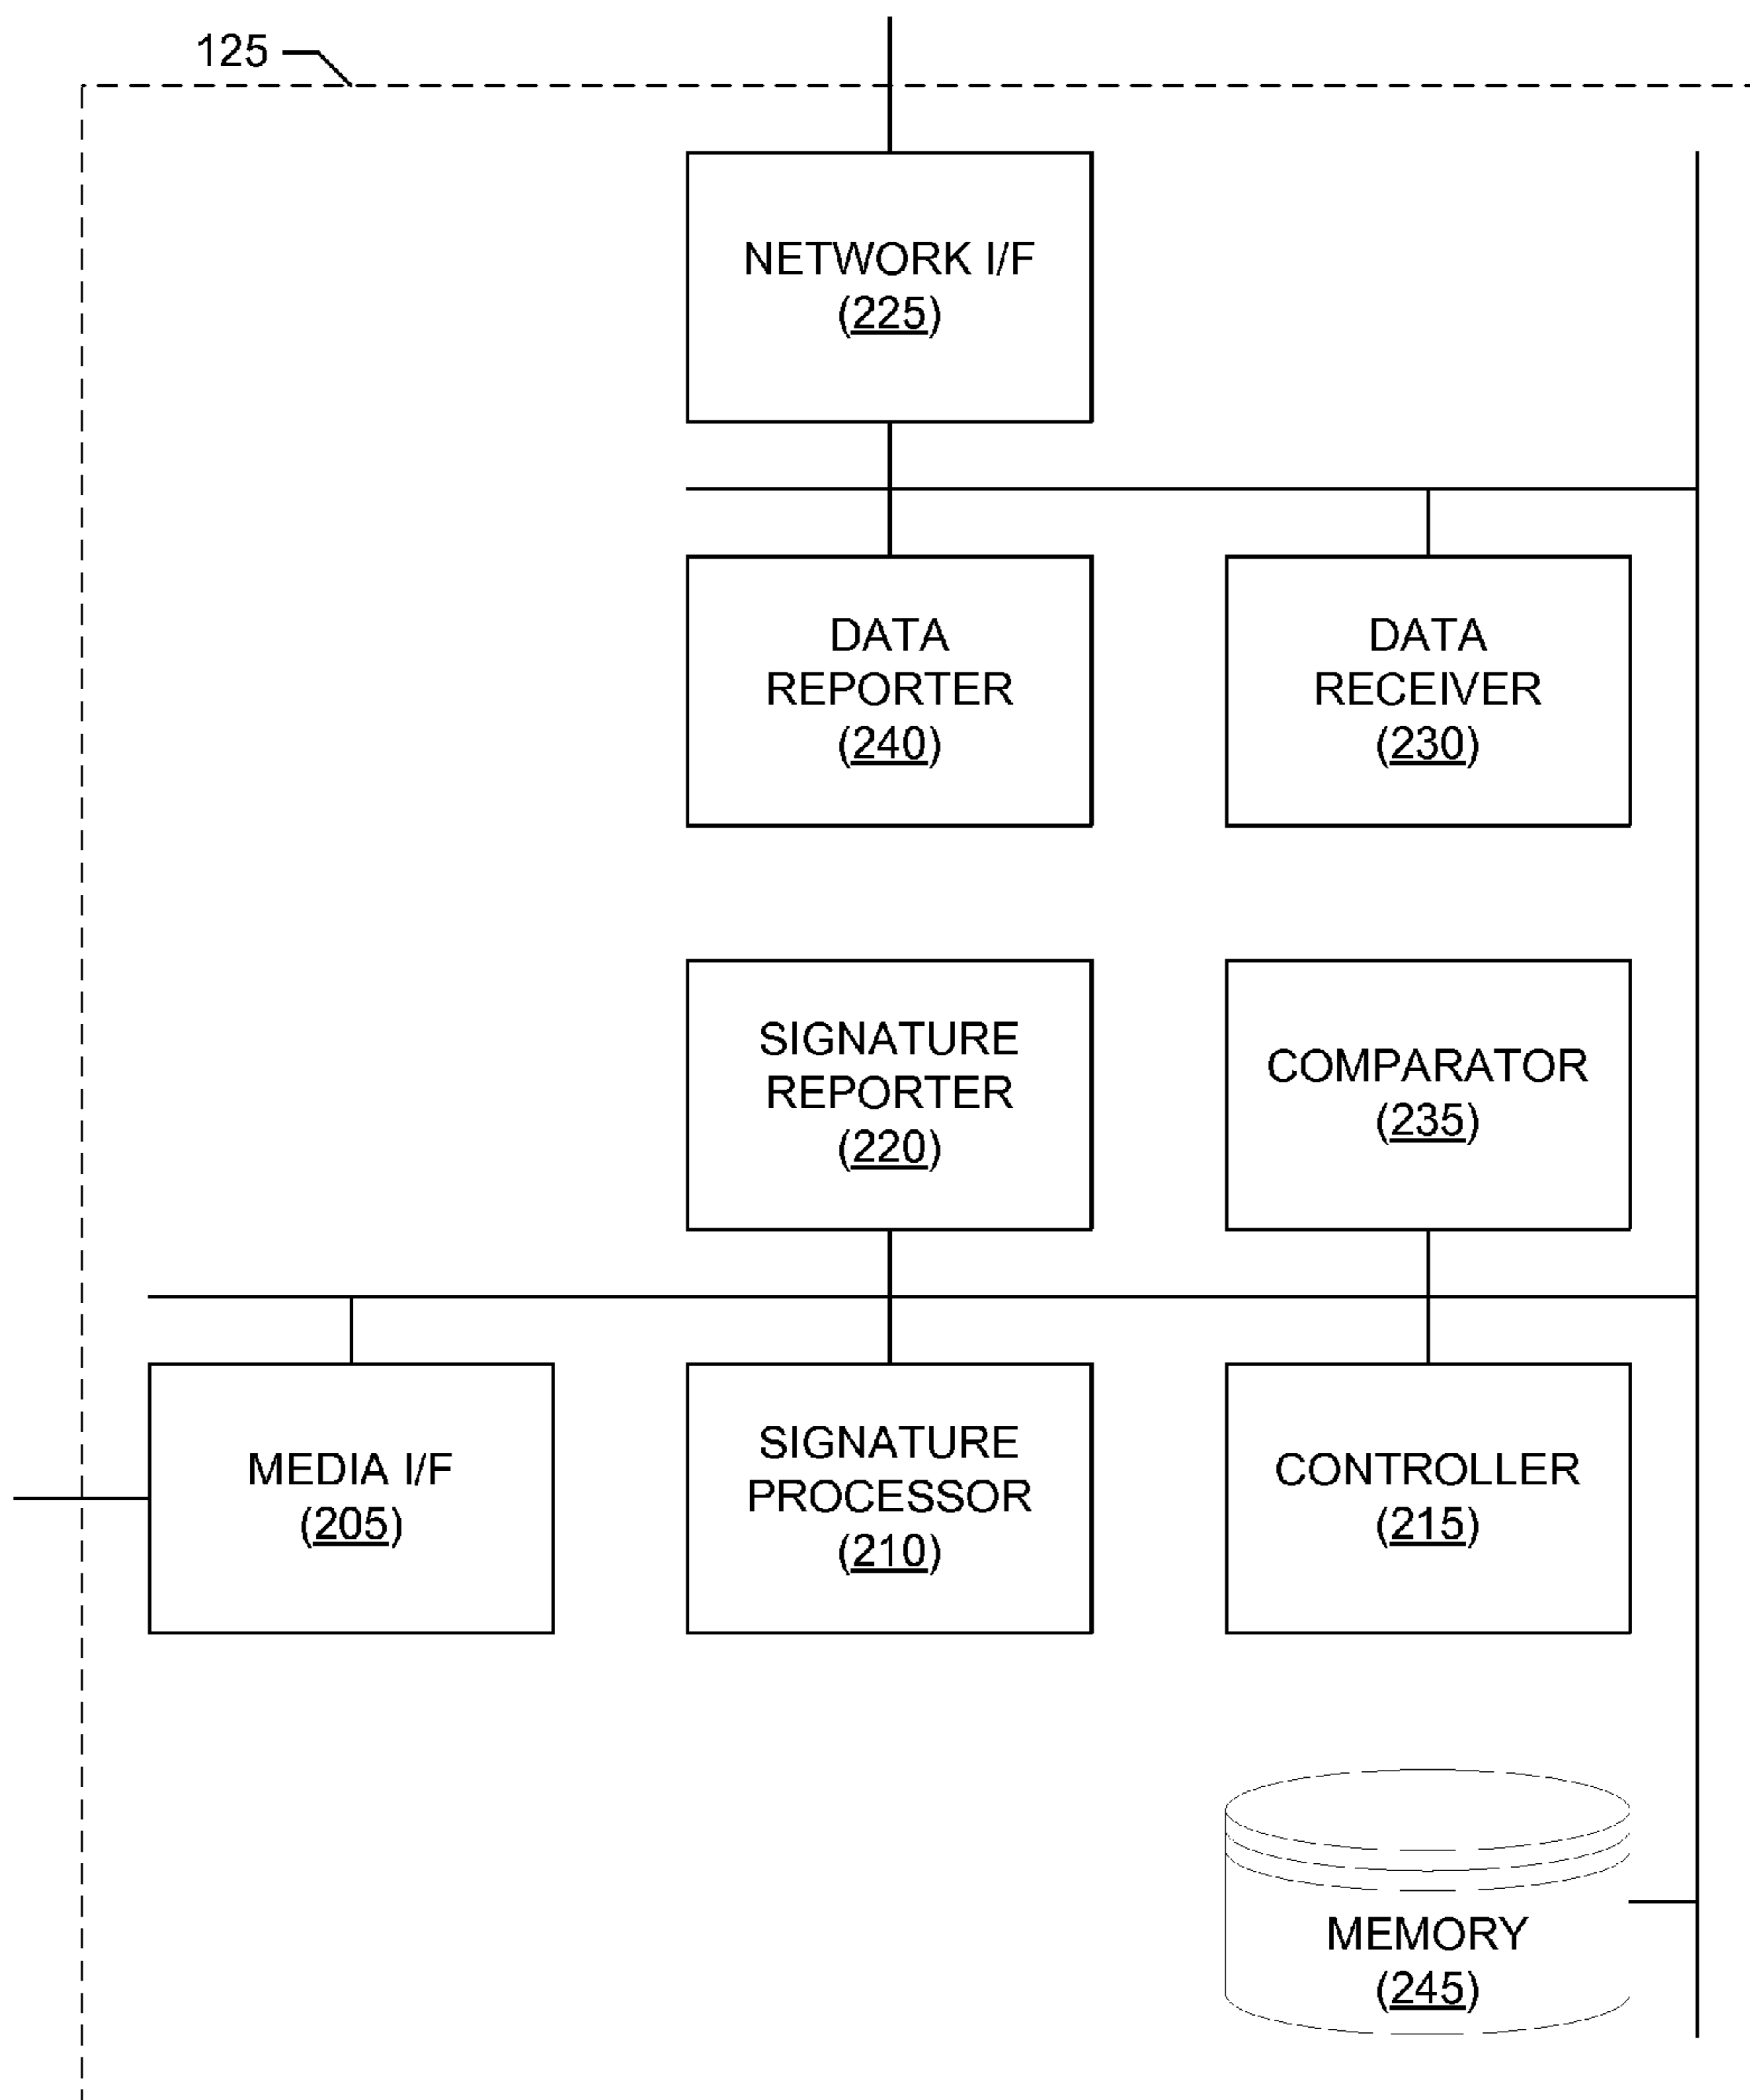 125
NETWORK I/F
(225)
DATA
REPORTER
(240)
DATA
RECEIVER
(230)
SIGNATURE
REPORTER
(220)
COMPARATOR
(235)
MEDIA I/F
(205)
SIGNATURE
PROCESSOR
(210)
CONTROLLER
(215)
MEMORY
(245)